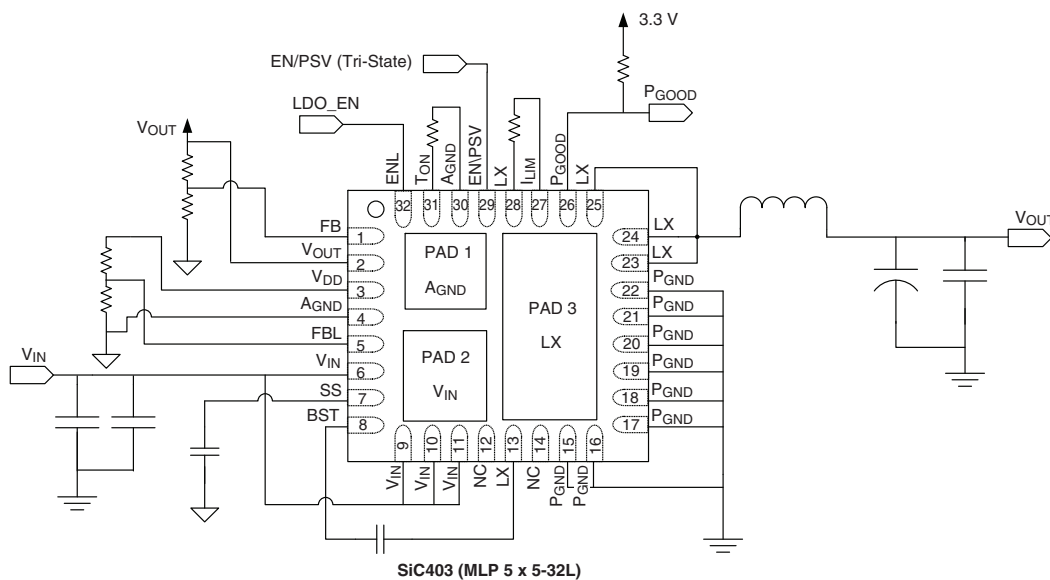 3.3 V
EN/PSV (Tri-State)
PGOOD
LDO_EN
VOUT
ENL
TON
AGND
EN\PSV
LX
ILIM
PGOOD
LX
32
31
30
29
28
27
26
25
FB
1
VOUT
2
VDD
3
AGND
4
FBL
5
VIN
VIN
6
SS
7
BST
8
PAD 1
AGND
PAD 2
VIN
PAD 3
LX
24
LX
23
LX
22
PGND
21
PGND
20
PGND
19
PGND
18
PGND
17
PGND
VOUT
9
10
11
12
13
14
15
16
VIN
VIN
VIN
NC
LX
NC
PGND
PGND
SiC403 (MLP 5 x 5-32L)